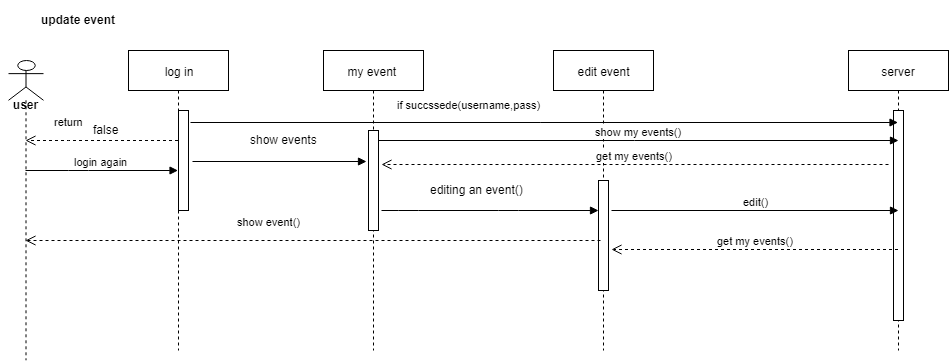 update event
log in
my event
edit event
server
user
if succssede(username,pass)
return
false
show my events()
show events
get my events()
login again
editing an event()
edit()
show event()
get my events()